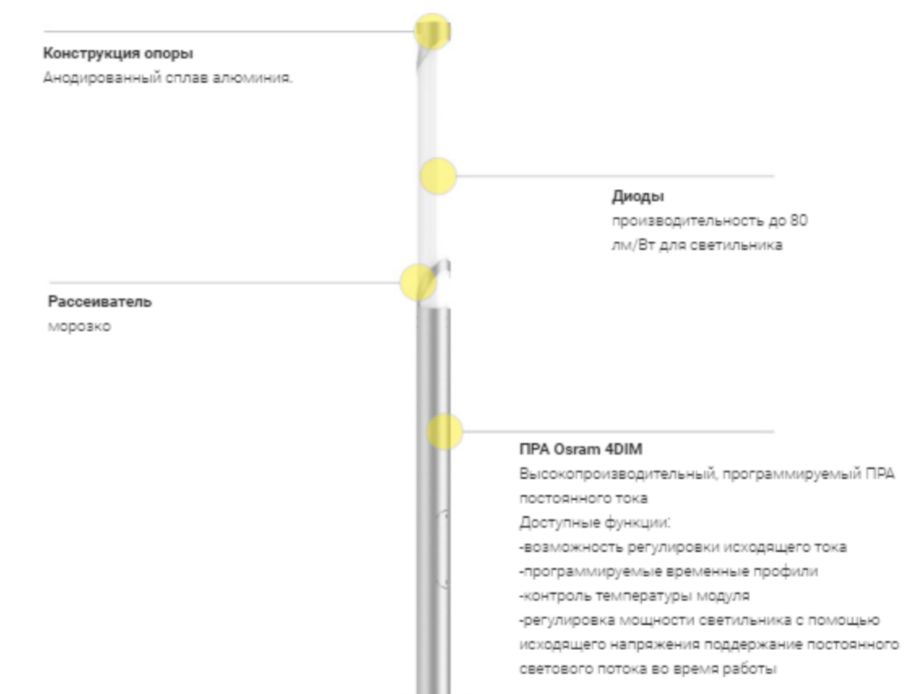 Конструкция опоры
Анодированный сплав алюминия.
Диоды
производительность до 80
лм/Вт для светильника
Рассеиватель
морозко
ПРА Osram 4DIM
Высокопроизводительный, программируемый ПРА
постоянного тока
Доступные функции:
-возможность регулировки исходящего тока
-программируемые временные профили
-контроль температуры модуля
-регулировка мощности светильника с помощью
исходящего напряжения поддержание постоянного
светового потока во время работы